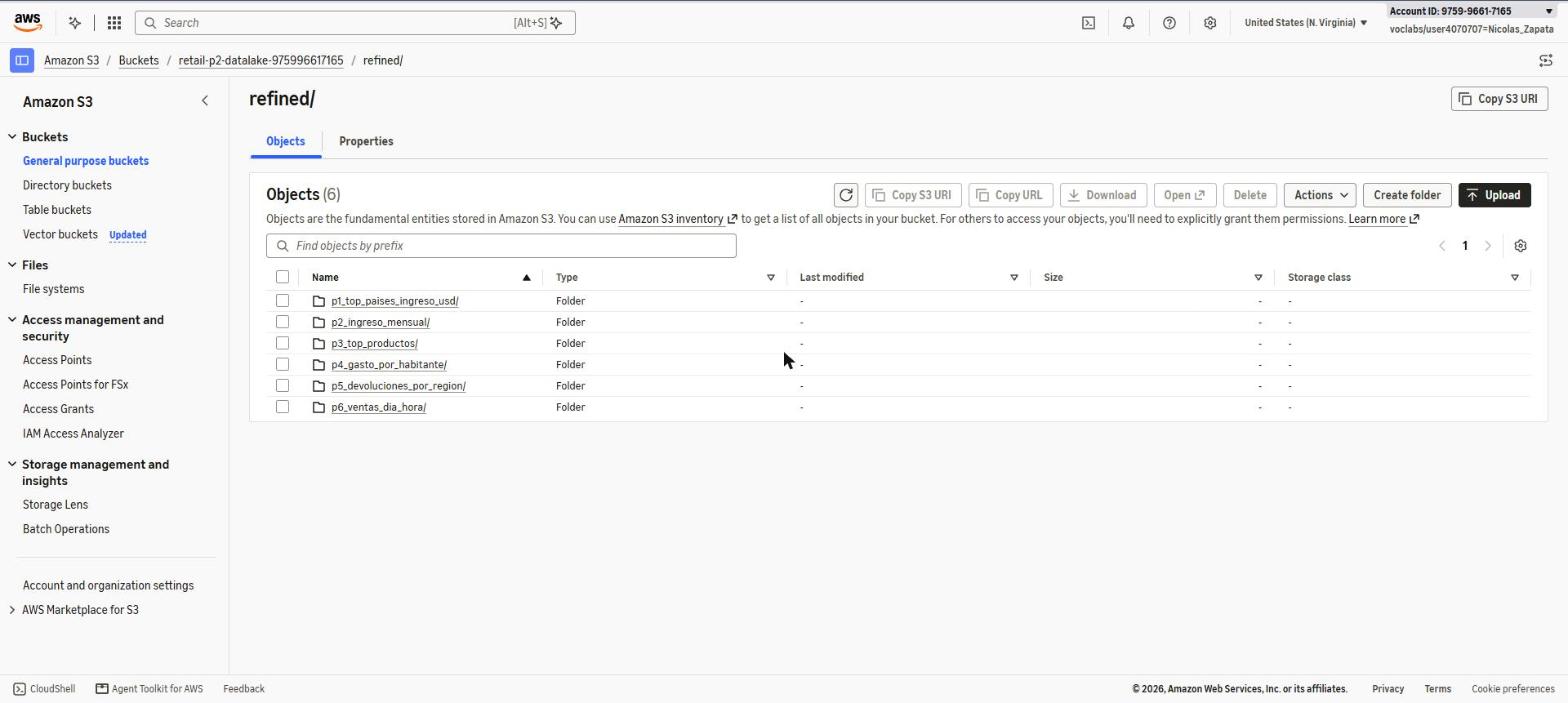 aws
Search
[Alt+S]
United States (N. Virginia)
Account ID: 9759-9661-7165
voclabs/user4070707=Nicolas_Zapata
Amazon S3 / Buckets / retail-p2-datalake-975996617165 / refined/
Amazon S3
Buckets
General purpose buckets
Directory buckets
Table buckets
Vector buckets Updated
Files
File systems
Access management and
security
Access Points
Access Points for FSx
Access Grants
IAM Access Analyzer
Storage management and
insights
Storage Lens
Batch Operations
Account and organization settings
AWS Marketplace for S3
refined/
Copy S3 URI
Objects Properties
Objects (6)
Copy S3 URI Copy URL Download Open Delete Actions Create folder Upload
Objects are the fundamental entities stored in Amazon S3. You can use Amazon S3 inventory to get a list of all objects in your bucket. For others to access your objects, you'll need to explicitly grant them permissions. Learn more
Find objects by prefix
1
Name Type Last modified Size Storage class
p1_top_paises_ingreso_usd/ Folder - - -
p2_ingreso_mensual/ Folder - - -
p3_top_productos/ Folder - - -
p4_gasto_por_habitante/ Folder - - -
p5_devoluciones_por_region/ Folder - - -
p6_ventas_dia_hora/ Folder - - -
CloudShell Agent Toolkit for AWS Feedback
© 2026, Amazon Web Services, Inc. or its affiliates. Privacy Terms Cookie preferences